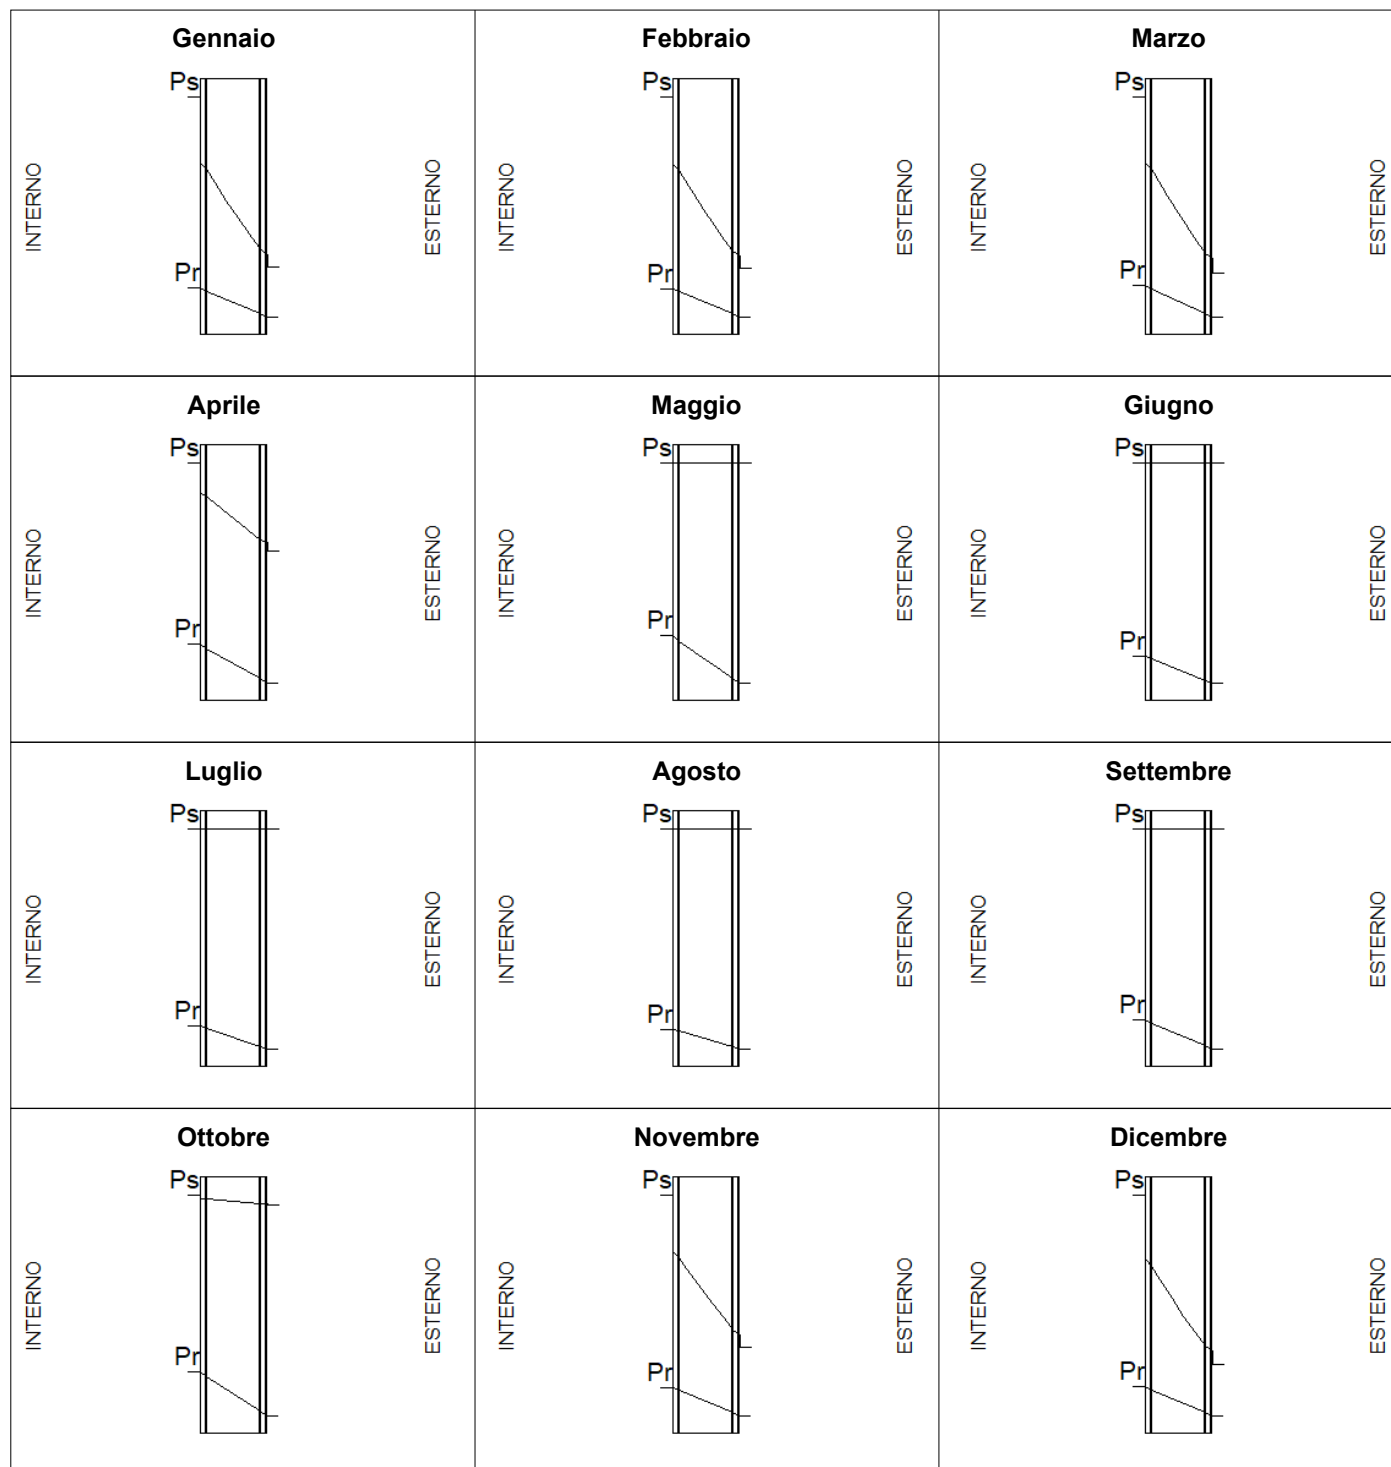 Gennaio
Febbraio
Marzo
Ps
Ps
Ps
INTERNO
ESTERNO
INTERNO
ESTERNO
INTERNO
ESTERNO
Pr
Pr
Pr
Aprile
Maggio
Giugno
Ps
Ps
Ps
INTERNO
ESTERNO
INTERNO
ESTERNO
INTERNO
ESTERNO
Pr
Pr
Pr
Luglio
Agosto
Settembre
Ps
Ps
Ps
INTERNO
ESTERNO
INTERNO
ESTERNO
INTERNO
ESTERNO
Pr
Pr
Pr
Ottobre
Novembre
Dicembre
Ps
Ps
Ps
INTERNO
ESTERNO
INTERNO
ESTERNO
INTERNO
ESTERNO
Pr
Pr
Pr